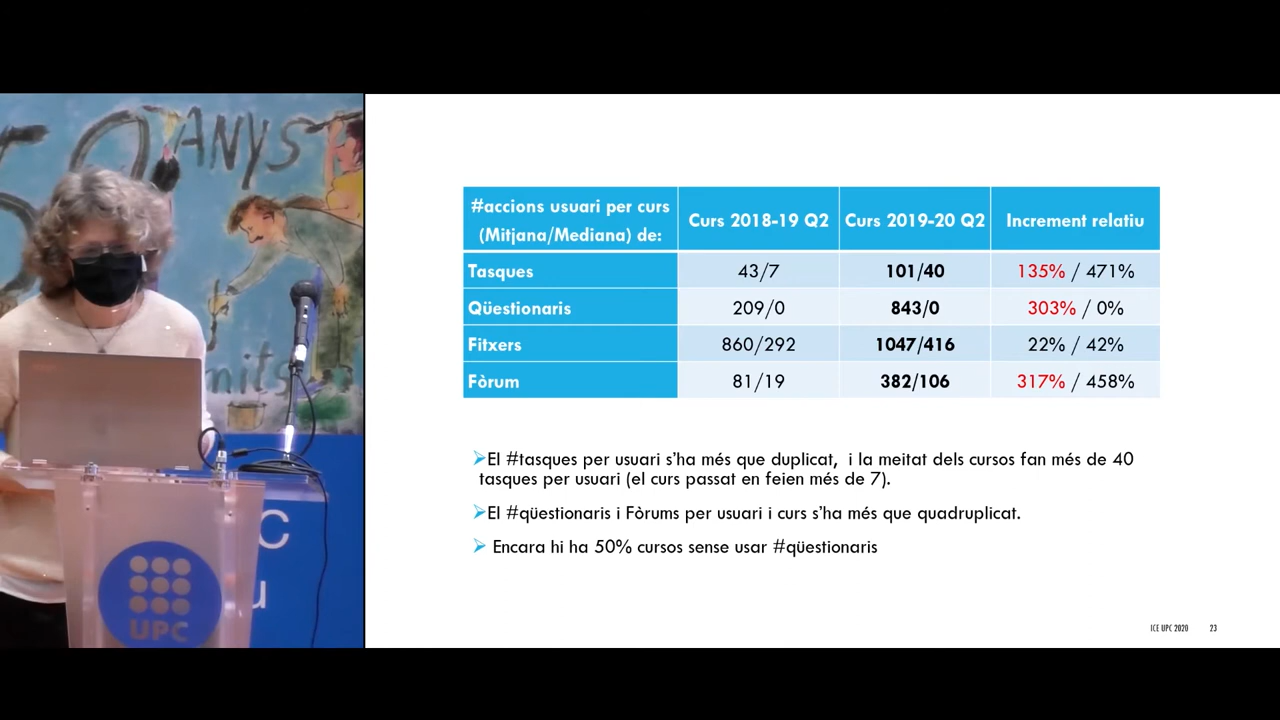 ANYS
#accions usuari per curs
(Mitjana/Mediana) de:
Curs 2018-19 Q2
Curs 2019-20 Q2
Increment relatiu
Tasques
43/7
101/40
135% / 471%
Qüestionaris
209/0
843/0
303% / 0%
Fitxers
860/292
1047/416
22% / 42%
Fòrum
81/19
382/106
317% / 458%
➢El #tasques per usuari s'ha més que duplicat, i la meitat dels cursos fan més de 40
tasques per usuari (el curs passat en feien més de 7).
➢El #qüestionaris i Fòrums per usuari i curs s'ha més que quadruplicat.
➢ Encara hi ha 50% cursos sense usar #qüestionaris
ICE UPC 2020
23
C
u
UPC